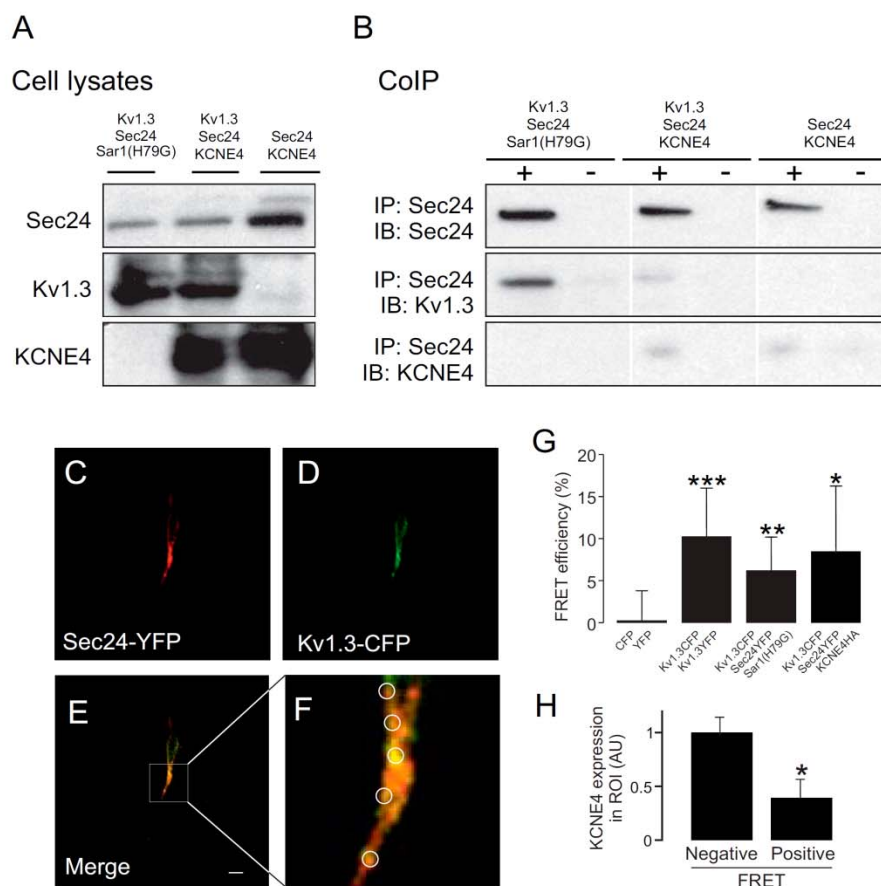 A
B
Cell lysates
CoIP
Kv1.3
Sec24
Sar1(H79G)
Kv1.3
Sec24
KCNE4
Sec24
KCNE4
Kv1.3
Sec24
Sar1(H79G)
Kv1.3
Sec24
KCNE4
Sec24
KCNE4
+ - + - + -
Sec24
Kv1.3
KCNE4
IP: Sec24
IB: Sec24
IP: Sec24
IB: Kv1.3
IP: Sec24
IB: KCNE4
C
Sec24-YFP
D
Kv1.3-CFP
E
Merge
F
G
FRET efficiency (%)
20
15
10
5
0
***
**
*
CFP
YFP
Kv1.3CFP
Kv1.3YFP
Kv1.3CFP
Sec24YFP
Sar1(H79G)
Kv1.3CFP
Sec24YFP
KCNE4HA
H
KCNE4 expression
in ROI (AU)
1
0.5
0
*
Negative Positive
FRET